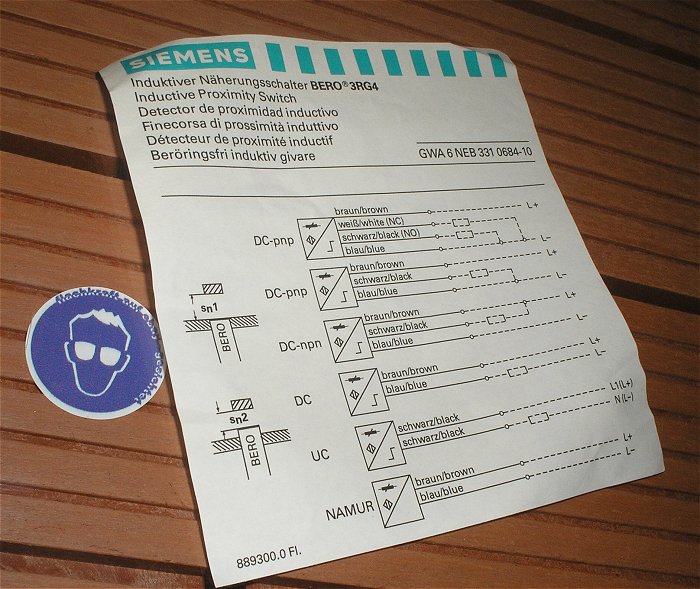 SIEMENS
Induktiver Näherungsschalter BERO® 3RG4
Inductive Proximity Switch
Detector de proximidad inductivo
Finecorsa di prossimità induttivo
Détecteur de proximité inductif
Beröringsfri induktiv givare
GWA 6 NEB 331 0684-10
DC-pnp
braun/brown
weiß/white (NC)
schwarz/black (NO)
blau/blue
L+
L–
DC-pnp
braun/brown
schwarz/black
blau/blue
L+
L–
DC-npn
braun/brown
schwarz/black
blau/blue
L+
L–
DC
braun/brown
blau/blue
L+
L–
UC
schwarz/black
schwarz/black
L1(L+)
N(L–)
NAMUR
braun/brown
blau/blue
L+
L–
sn1
BERO
sn2
BERO
889300.0 Fl.